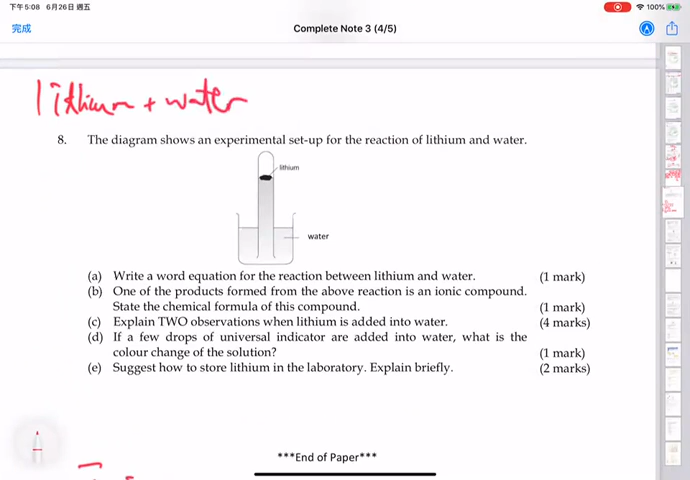 下午5:08 6月26日 週五
100%
完成
Complete Note 3 (4/5)
lithium + water
8. The diagram shows an experimental set-up for the reaction of lithium and water.
lithium
water
(a) Write a word equation for the reaction between lithium and water. (1 mark)
(b) One of the products formed from the above reaction is an ionic compound.
State the chemical formula of this compound. (1 mark)
(c) Explain TWO observations when lithium is added into water. (4 marks)
(d) If a few drops of universal indicator are added into water, what is the
colour change of the solution? (1 mark)
(e) Suggest how to store lithium in the laboratory. Explain briefly. (2 marks)
***End of Paper***